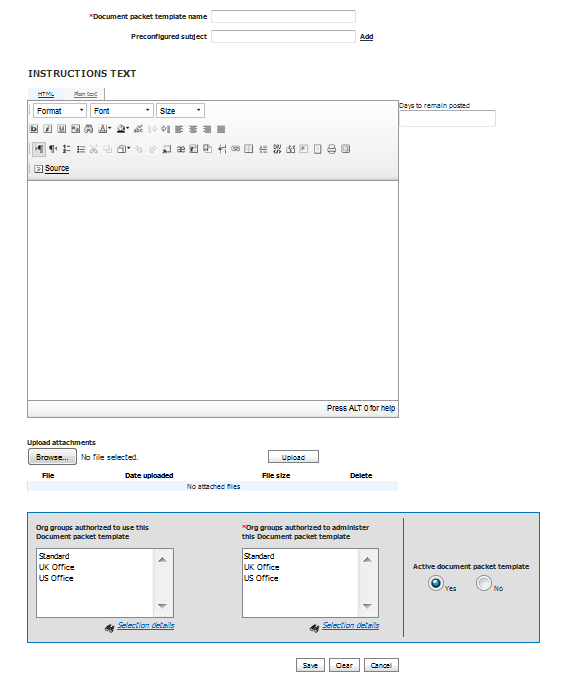 *Document packet template name
Preconfigured subject
Add
INSTRUCTIONS TEXT
HTML
Plain text
Format
Font
Size
Days to remain posted
Source
Press ALT 0 for help
Upload attachments
Browse... No file selected.
Upload
File Date uploaded File size Delete
No attached files
Org groups authorized to use this
Document packet template
Standard
UK Office
US Office
Selection details
*Org groups authorized to administer
this Document packet template
Standard
UK Office
US Office
Selection details
Active document packet template
Yes No
Save Clear Cancel